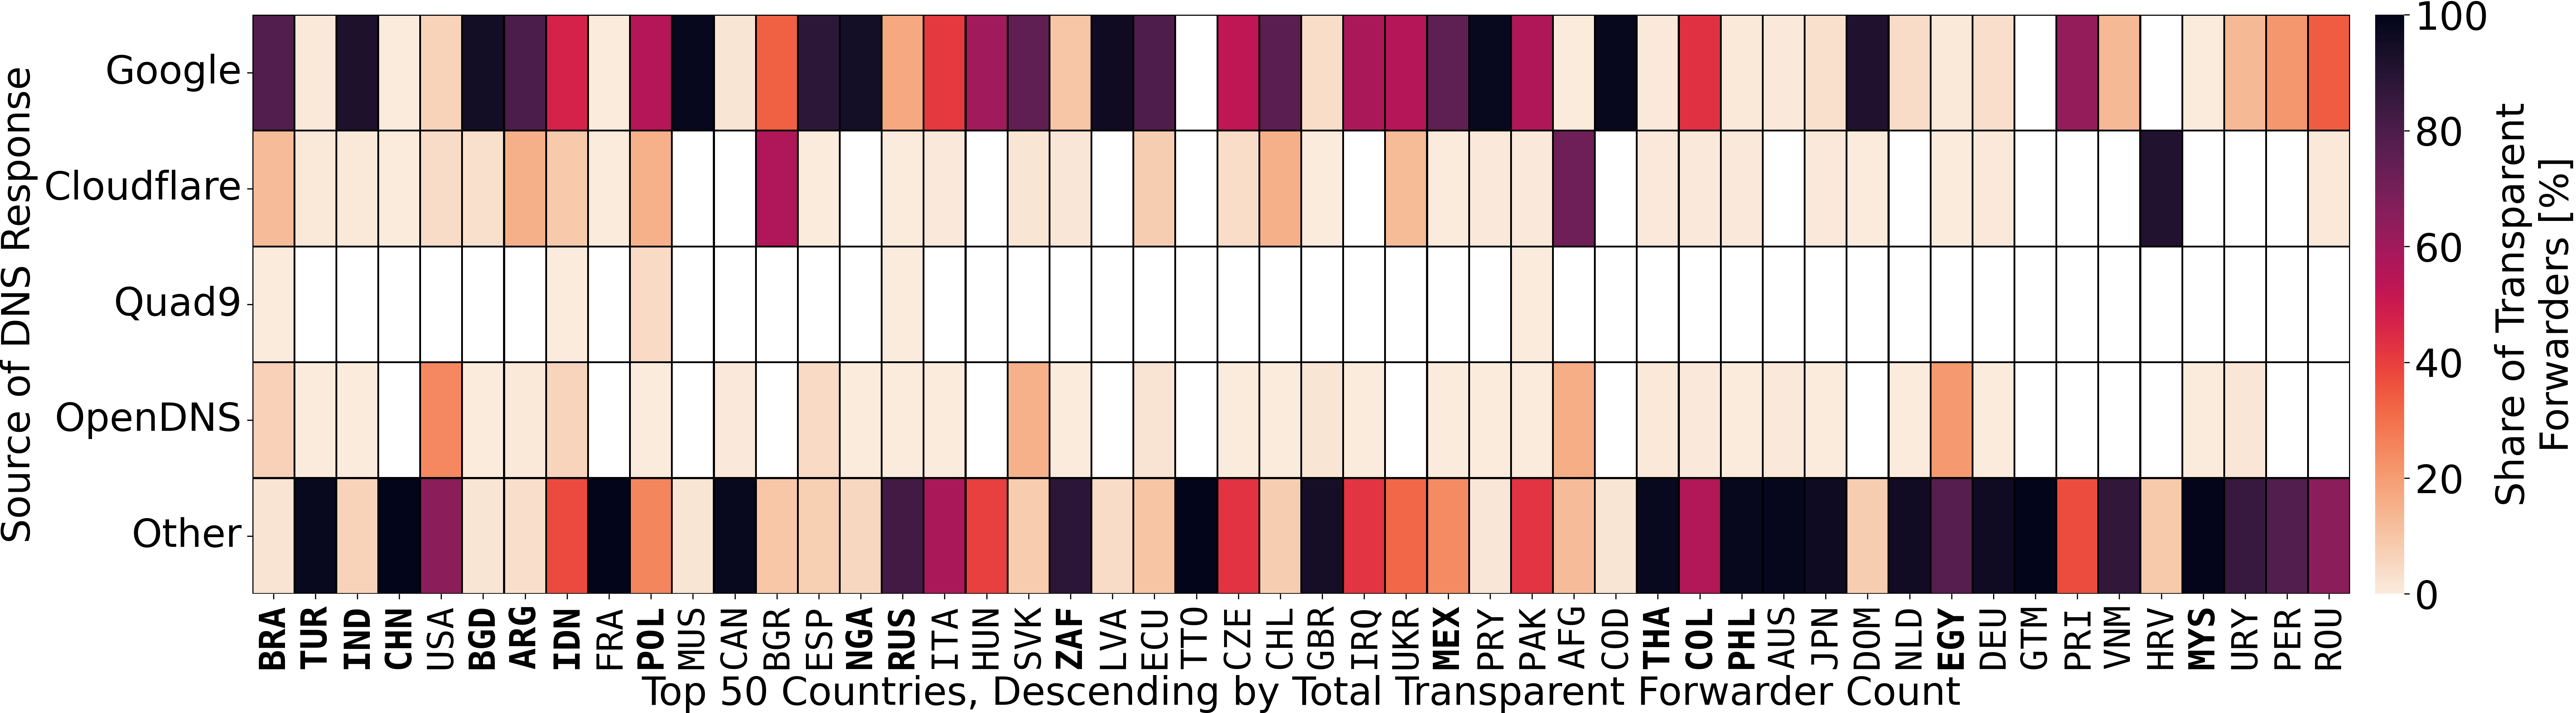 Source of DNS Response
Google
Cloudflare
Quad9
OpenDNS
Other
BRA
TUR
IND
CHN
USA
BGD
ARG
IDN
FRA
POL
MUS
CAN
BGR
ESP
NGA
RUS
ITA
HUN
SVK
ZAF
LVA
ECU
TTO
CZE
CHL
GBR
IRQ
UKR
MEX
PRY
PAK
AFG
COD
THA
COL
PHL
AUS
JPN
DOM
NLD
EGY
DEU
GTM
PRI
VNM
HRV
MYS
URY
PER
ROU
Top 50 Countries, Descending by Total Transparent Forwarder Count
100
80
60
40
20
0
Share of Transparent
Forwarders [%]